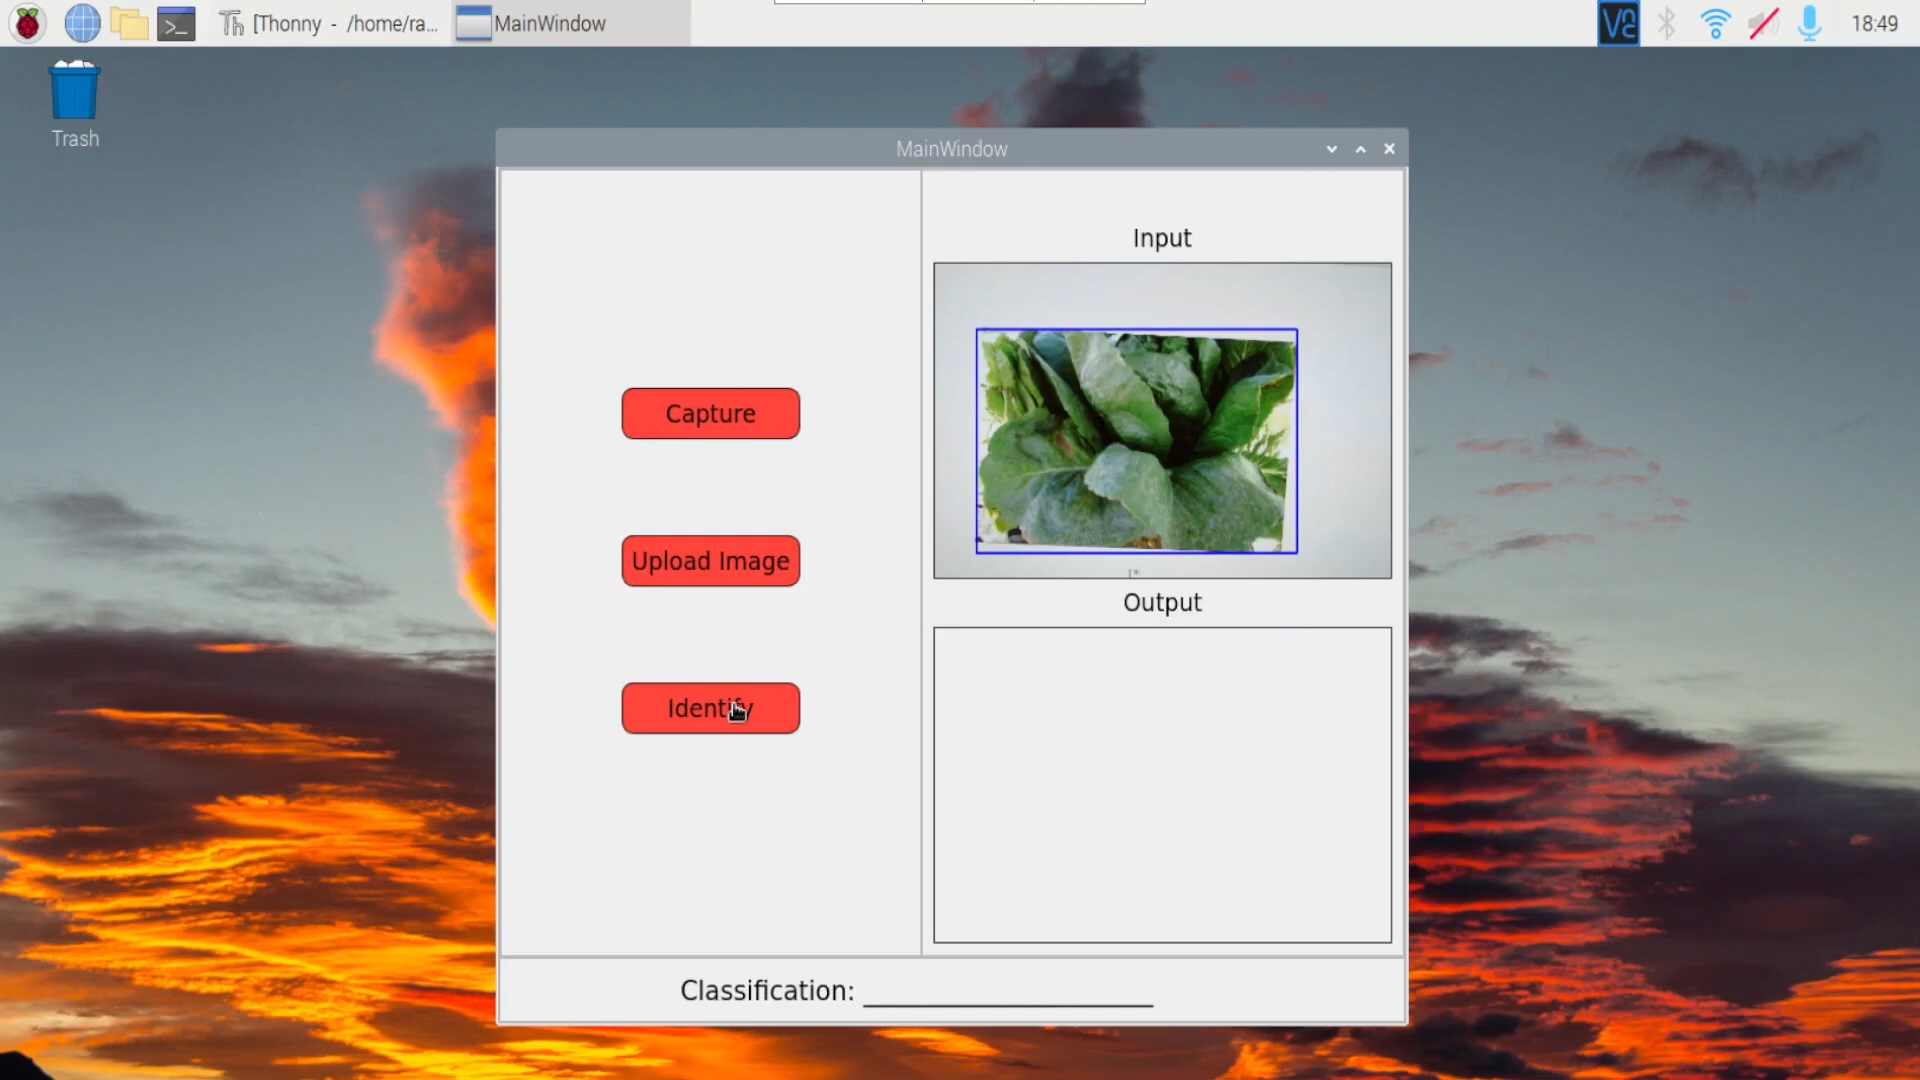 [Thonny - /home/ra...
MainWindow
18:49
Trash
MainWindow
Input
Capture
Upload Image
Output
Identify
Classification: